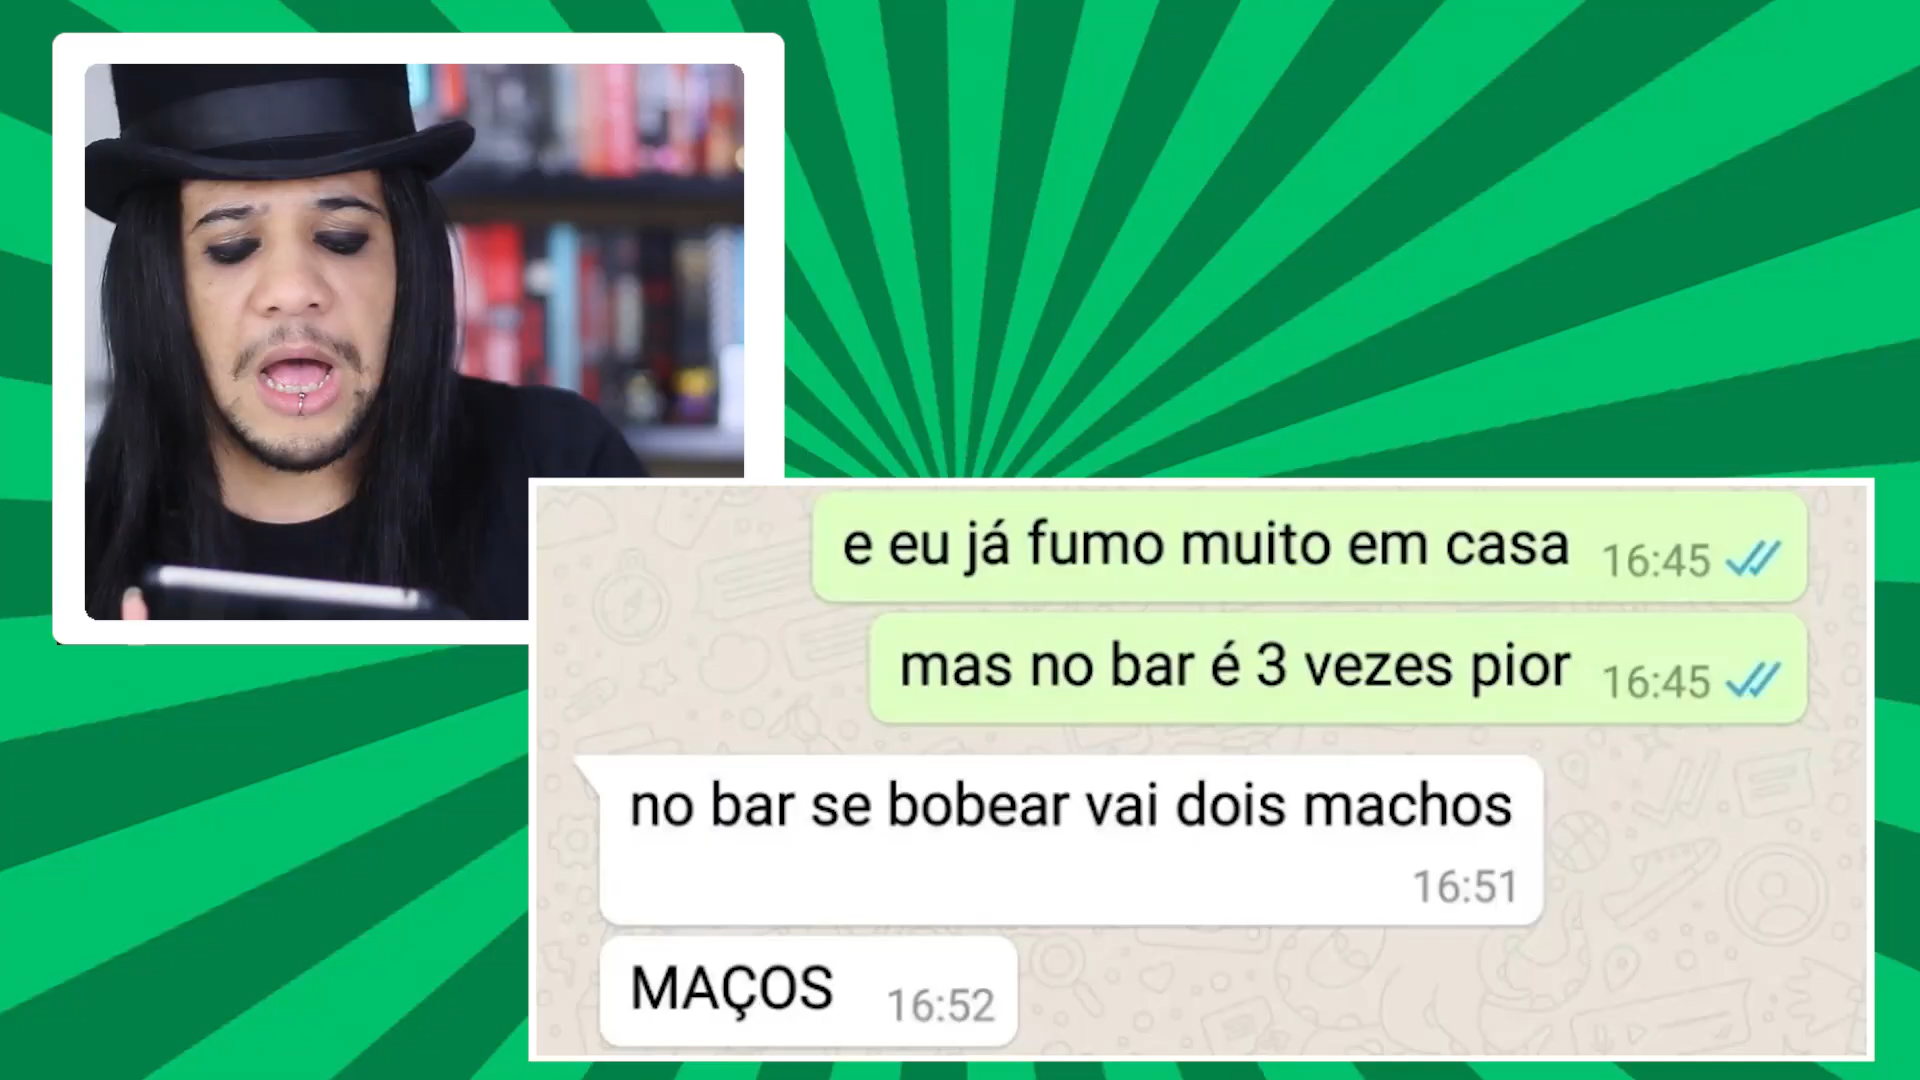 e eu já fumo muito em casa 16:45
mas no bar é 3 vezes pior 16:45
no bar se bobear vai dois machos
16:51
MAÇOS 16:52